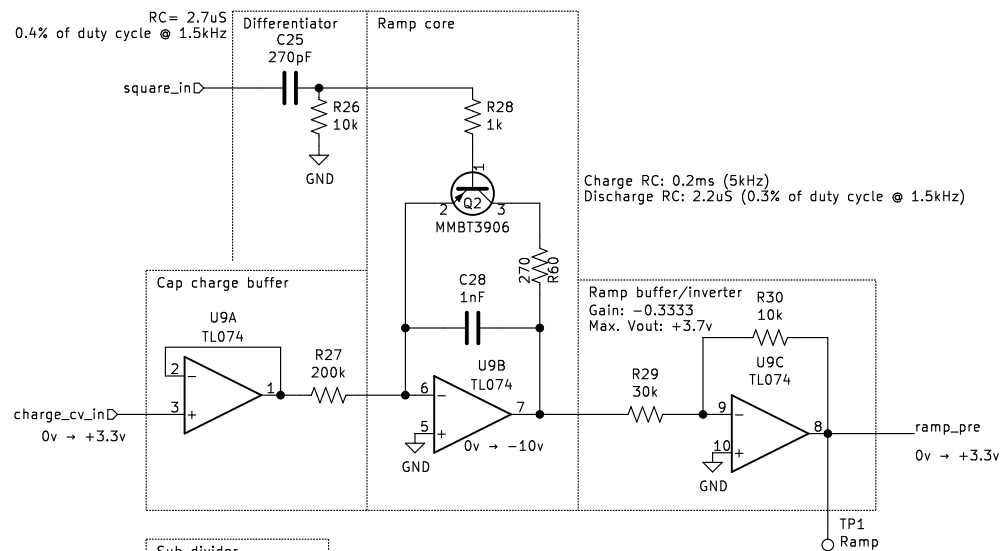 RC= 2.7uS
0.4% of duty cycle @ 1.5kHz
Differentiator
C25
270pF
Ramp core
square_in
R26
10k
GND
R28
1k
1
2
Q2
3
MMBT3906
Charge RC: 0.2ms (5kHz)
Discharge RC: 2.2uS (0.3% of duty cycle @ 1.5kHz)
270
R60
C28
1nF
Cap charge buffer
U9A
TL074
2
3
1
R27
200k
charge_cv_in
0v → +3.3v
U9B
TL074
6
5
7
GND
0v → -10v
Ramp buffer/inverter
Gain: -0.3333
Max. Vout: +3.7v
R30
10k
U9C
TL074
R29
30k
9
10
8
GND
ramp_pre
0v → +3.3v
TP1
Ramp
Sub divider